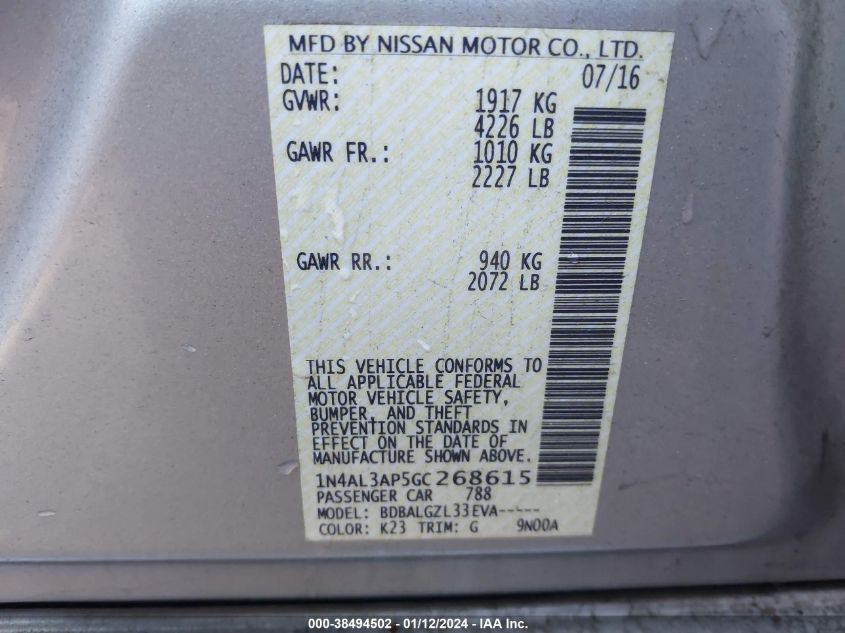 MFD BY NISSAN MOTOR CO., LTD.
DATE: 07/16
GVWR: 1917 KG
4226 LB
GAWR FR.: 1010 KG
2227 LB
GAWR RR.: 940 KG
2072 LB
THIS VEHICLE CONFORMS TO
ALL APPLICABLE FEDERAL
MOTOR VEHICLE SAFETY,
BUMPER, AND THEFT
PREVENTION STANDARDS IN
EFFECT ON THE DATE OF
MANUFACTURE SHOWN ABOVE.
1N4AL3AP5GC268615
PASSENGER CAR 788
MODEL: BDBALGZL33EVA-----
COLOR: K23 TRIM: G 9N00A
000-38494502 — 01/12/2024 — IAA, Inc.